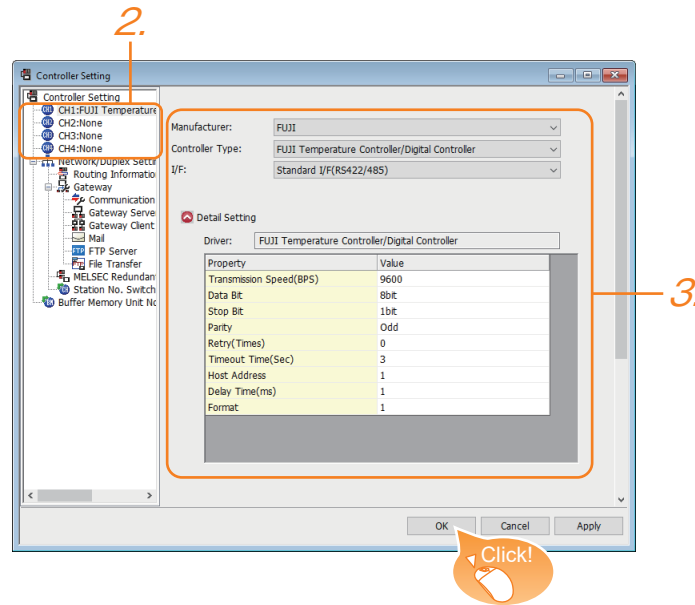 2.
Controller Setting
Controller Setting
CH1:FUJI Temperature
CH2:None
CH3:None
CH4:None
Network/Duplex Settin
Routing Informatio
Gateway
Communication
Gateway Serve
Gateway Client
Mail
FTP FTP Server
File Transfer
MELSEC Redundan
Station No. Switch
Buffer Memory Unit No
Manufacturer: FUJI
Controller Type: FUJI Temperature Controller/Digital Controller
I/F: Standard I/F(RS422/485)
Detail Setting
Driver: FUJI Temperature Controller/Digital Controller
Property Value
Transmission Speed(BPS) 9600
Data Bit 8bit
Stop Bit 1bit
Parity Odd
Retry(Times) 0
Timeout Time(Sec) 3
Host Address 1
Delay Time(ms) 1
Format 1
3.
OK Cancel Apply
Click!